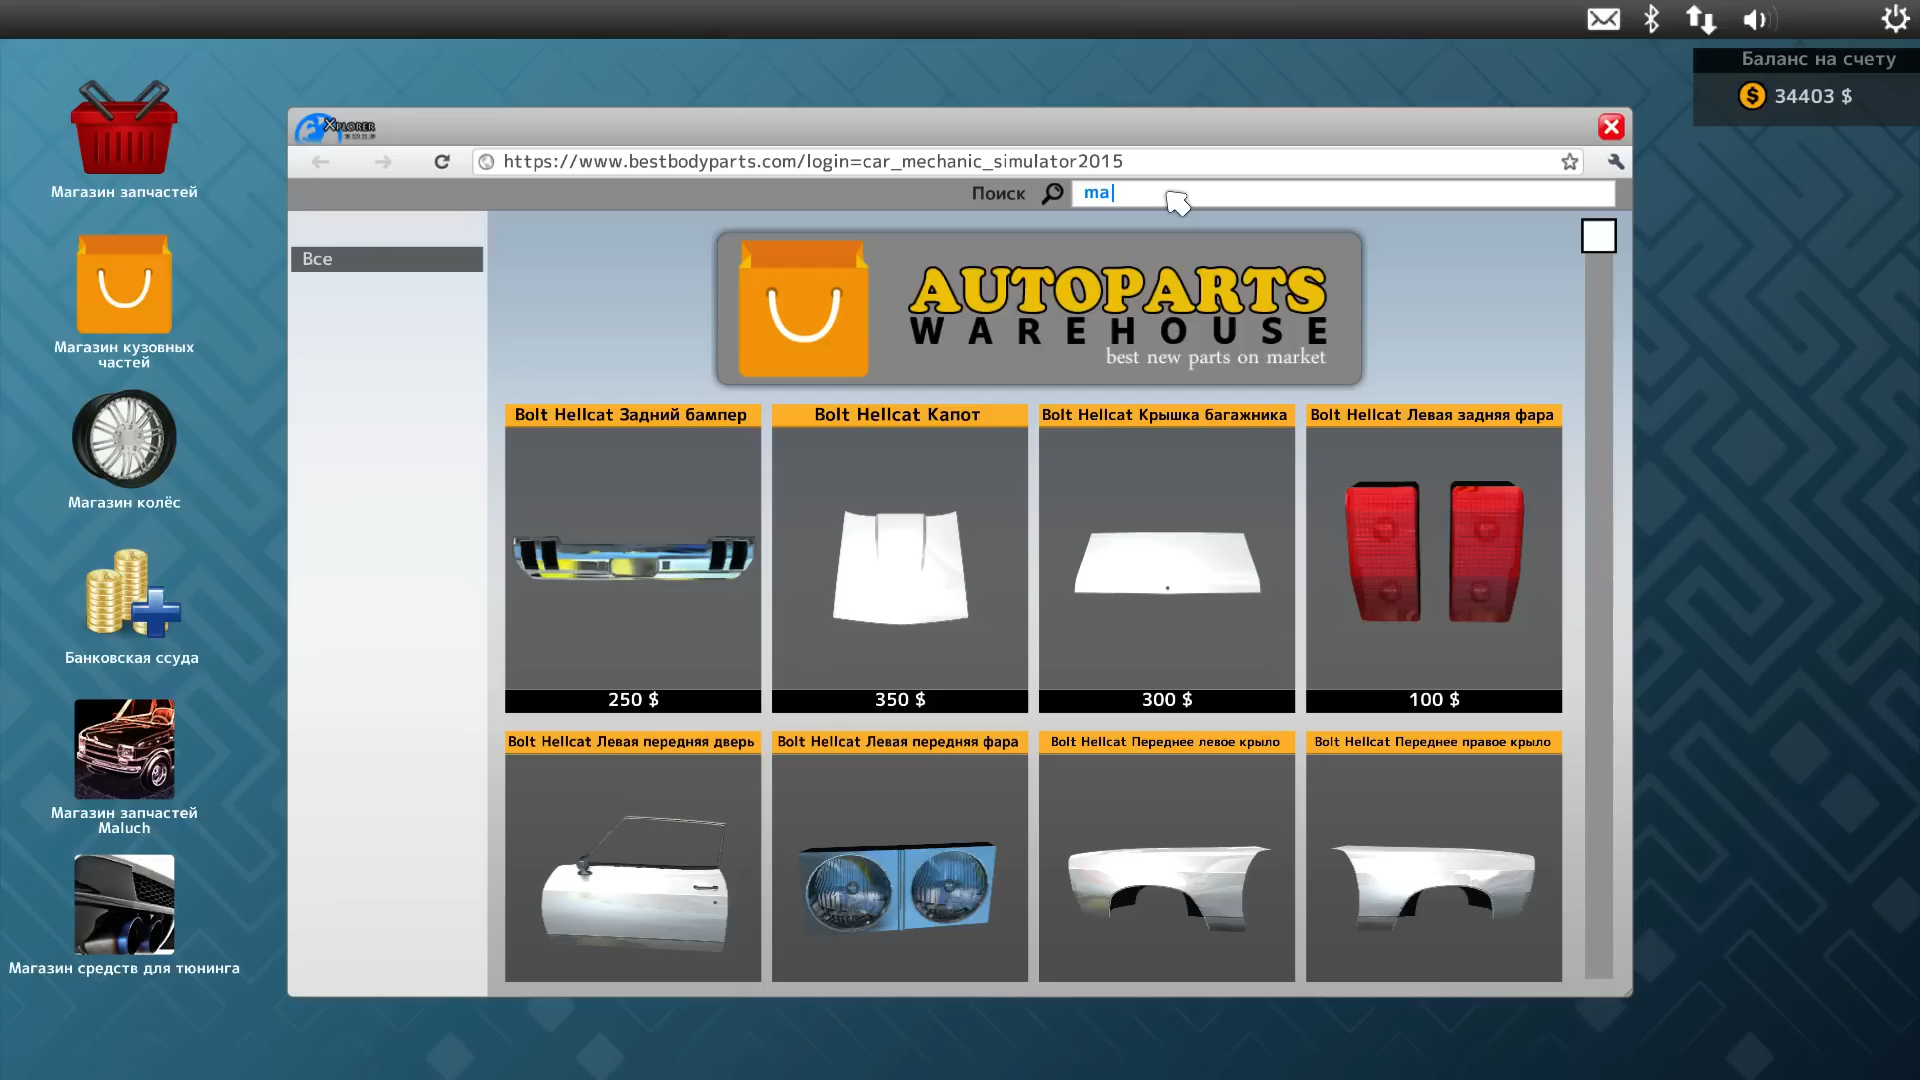 Баланс на счету
34403 $
Магазин запчастей
Магазин кузовных
частей
Магазин колёс
Банковская ссуда
Магазин запчастей
Maluch
Магазин средств для тюнинга
XPLORER
https://www.bestbodyparts.com/login=car_mechanic_simulator2015
Поиск
ma
Все
AUTOPARTS
WAREHOUSE
best new parts on market
Bolt Hellcat Задний бампер
Bolt Hellcat Капот
Bolt Hellcat Крышка багажника
Bolt Hellcat Левая задняя фара
250 $
350 $
300 $
100 $
Bolt Hellcat Левая передняя дверь
Bolt Hellcat Левая передняя фара
Bolt Hellcat Переднее левое крыло
Bolt Hellcat Переднее правое крыло